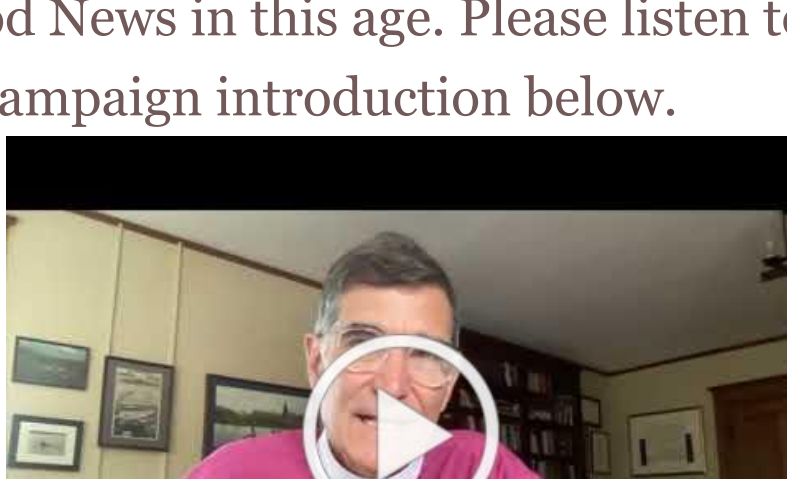 od News in this age. Please listen to
ampaign introduction below.